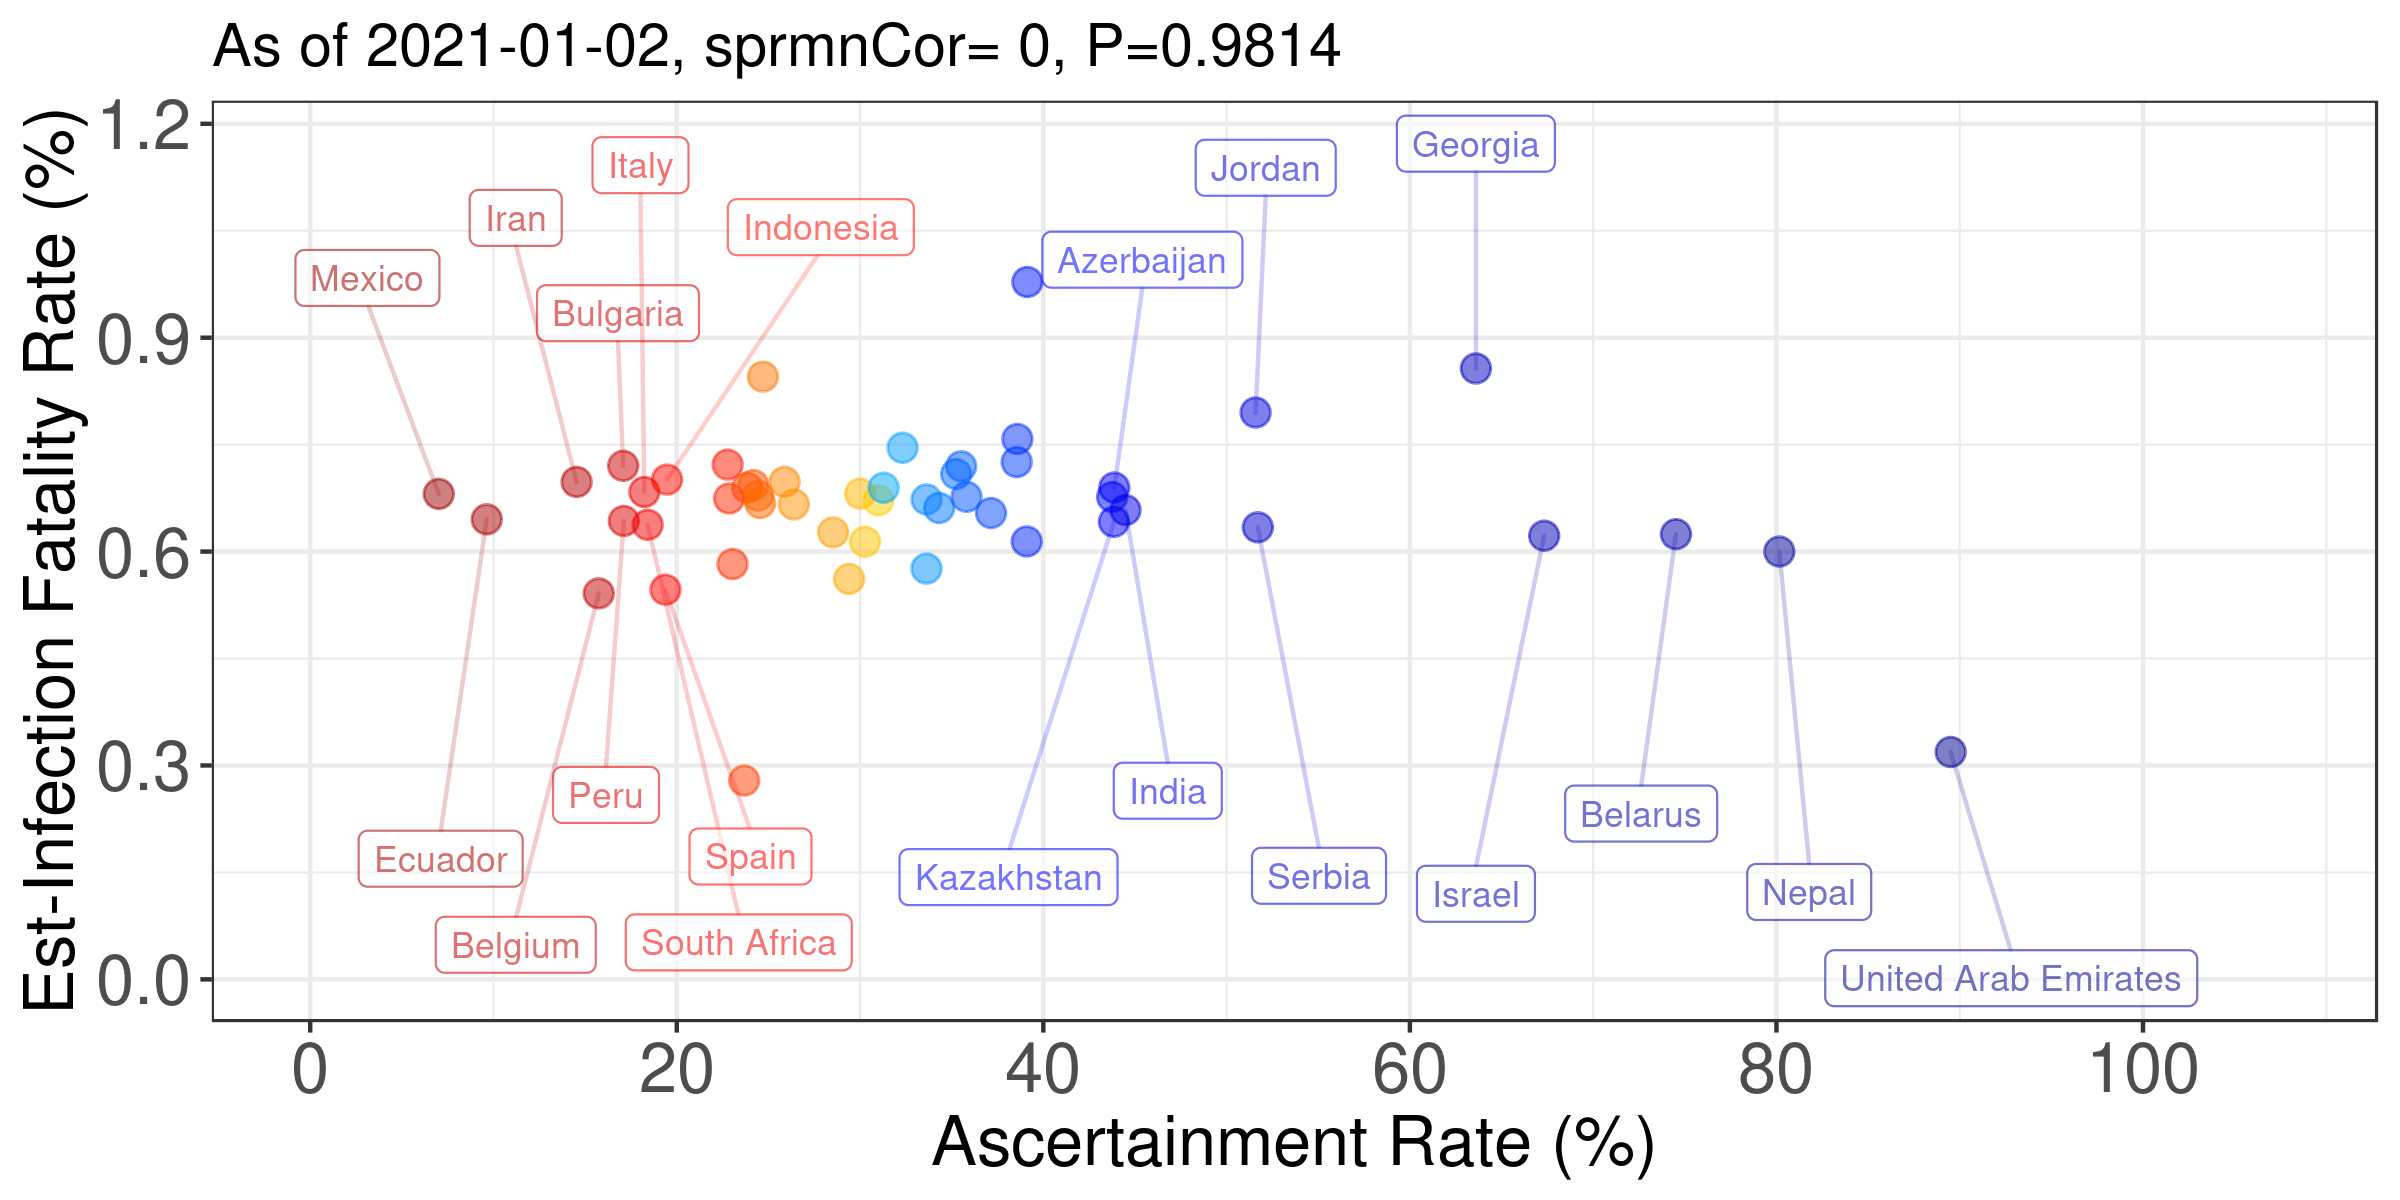 As of 2021-01-02, sprmnCor= 0, P=0.9814
Est-Infection Fatality Rate (%)
1.2
0.9
0.6
0.3
0.0
Georgia
Italy
Jordan
Iran
Indonesia
Azerbaijan
Mexico
Bulgaria
Peru
India
Belarus
Spain
Ecuador
Kazakhstan
Serbia
Israel
Nepal
Belgium
South Africa
United Arab Emirates
0
20
40
60
80
100
Ascertainment Rate (%)